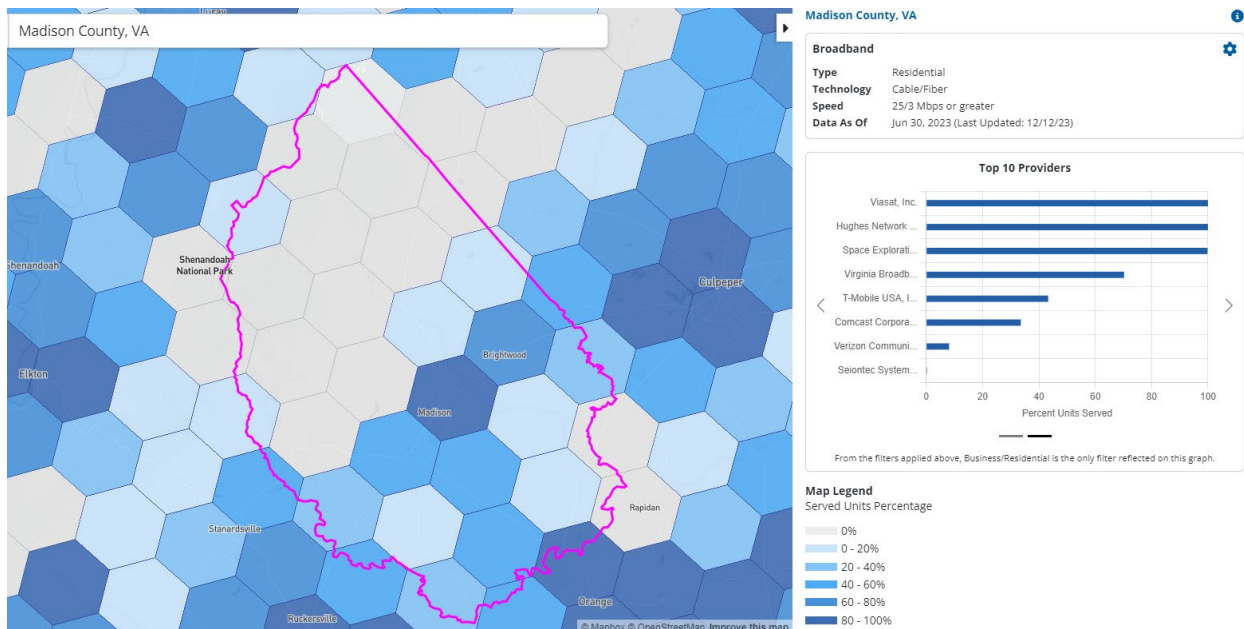 Luray
Madison County, VA
Shenandoah
National Park
Shenandoah
Culpeper
Elkton
Brightwood
Madison
Rapidan
Stanardsville
Orange
Ruckersville
© Mapbox © OpenStreetMap Improve this map
Madison County, VA
Broadband
Type Residential
Technology Cable/Fiber
Speed 25/3 Mbps or greater
Data As Of Jun 30, 2023 (Last Updated: 12/12/23)
Top 10 Providers
Viasat, Inc.
Hughes Network ...
Space Explorati...
Virginia Broadb...
T-Mobile USA, I...
Comcast Corpora...
Verizon Communi...
Seiontec System...
0 20 40 60 80 100
Percent Units Served
From the filters applied above, Business/Residential is the only filter reflected on this graph.
Map Legend
Served Units Percentage
0%
0 - 20%
20 - 40%
40 - 60%
60 - 80%
80 - 100%